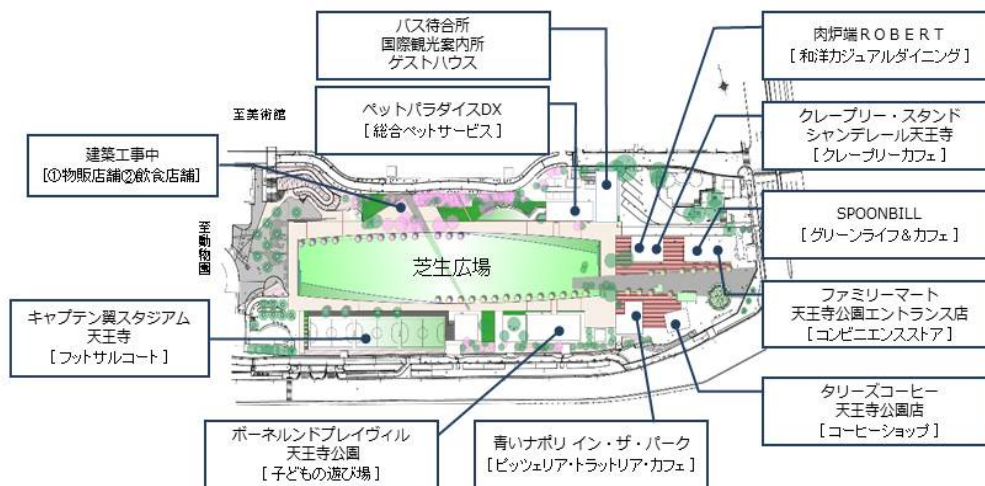 バス待合所
国際観光案内所
ゲストハウス
肉炉端ROBERT
[和洋カジュアルダイニング]
至美術館
ペットパラダイスDX
[総合ペットサービス]
クレープリー・スタンド
シャンデレール天王寺
[クレープリーカフェ]
建築工事中
[①物販店舗②飲食店舗]
SPOONBILL
[グリーンライフ&カフェ]
至動物園
芝生広場
ファミリーマート
天王寺公園エントランス店
[コンビニエンスストア]
キャプテン翼スタジアム
天王寺
[フットサルコート]
タリーズコーヒー
天王寺公園店
[コーヒーショップ]
ボーネルンドプレイヴィル
天王寺公園
[子どもの遊び場]
青いナポリ イン・ザ・パーク
[ピッツェリア・トラットリア・カフェ]